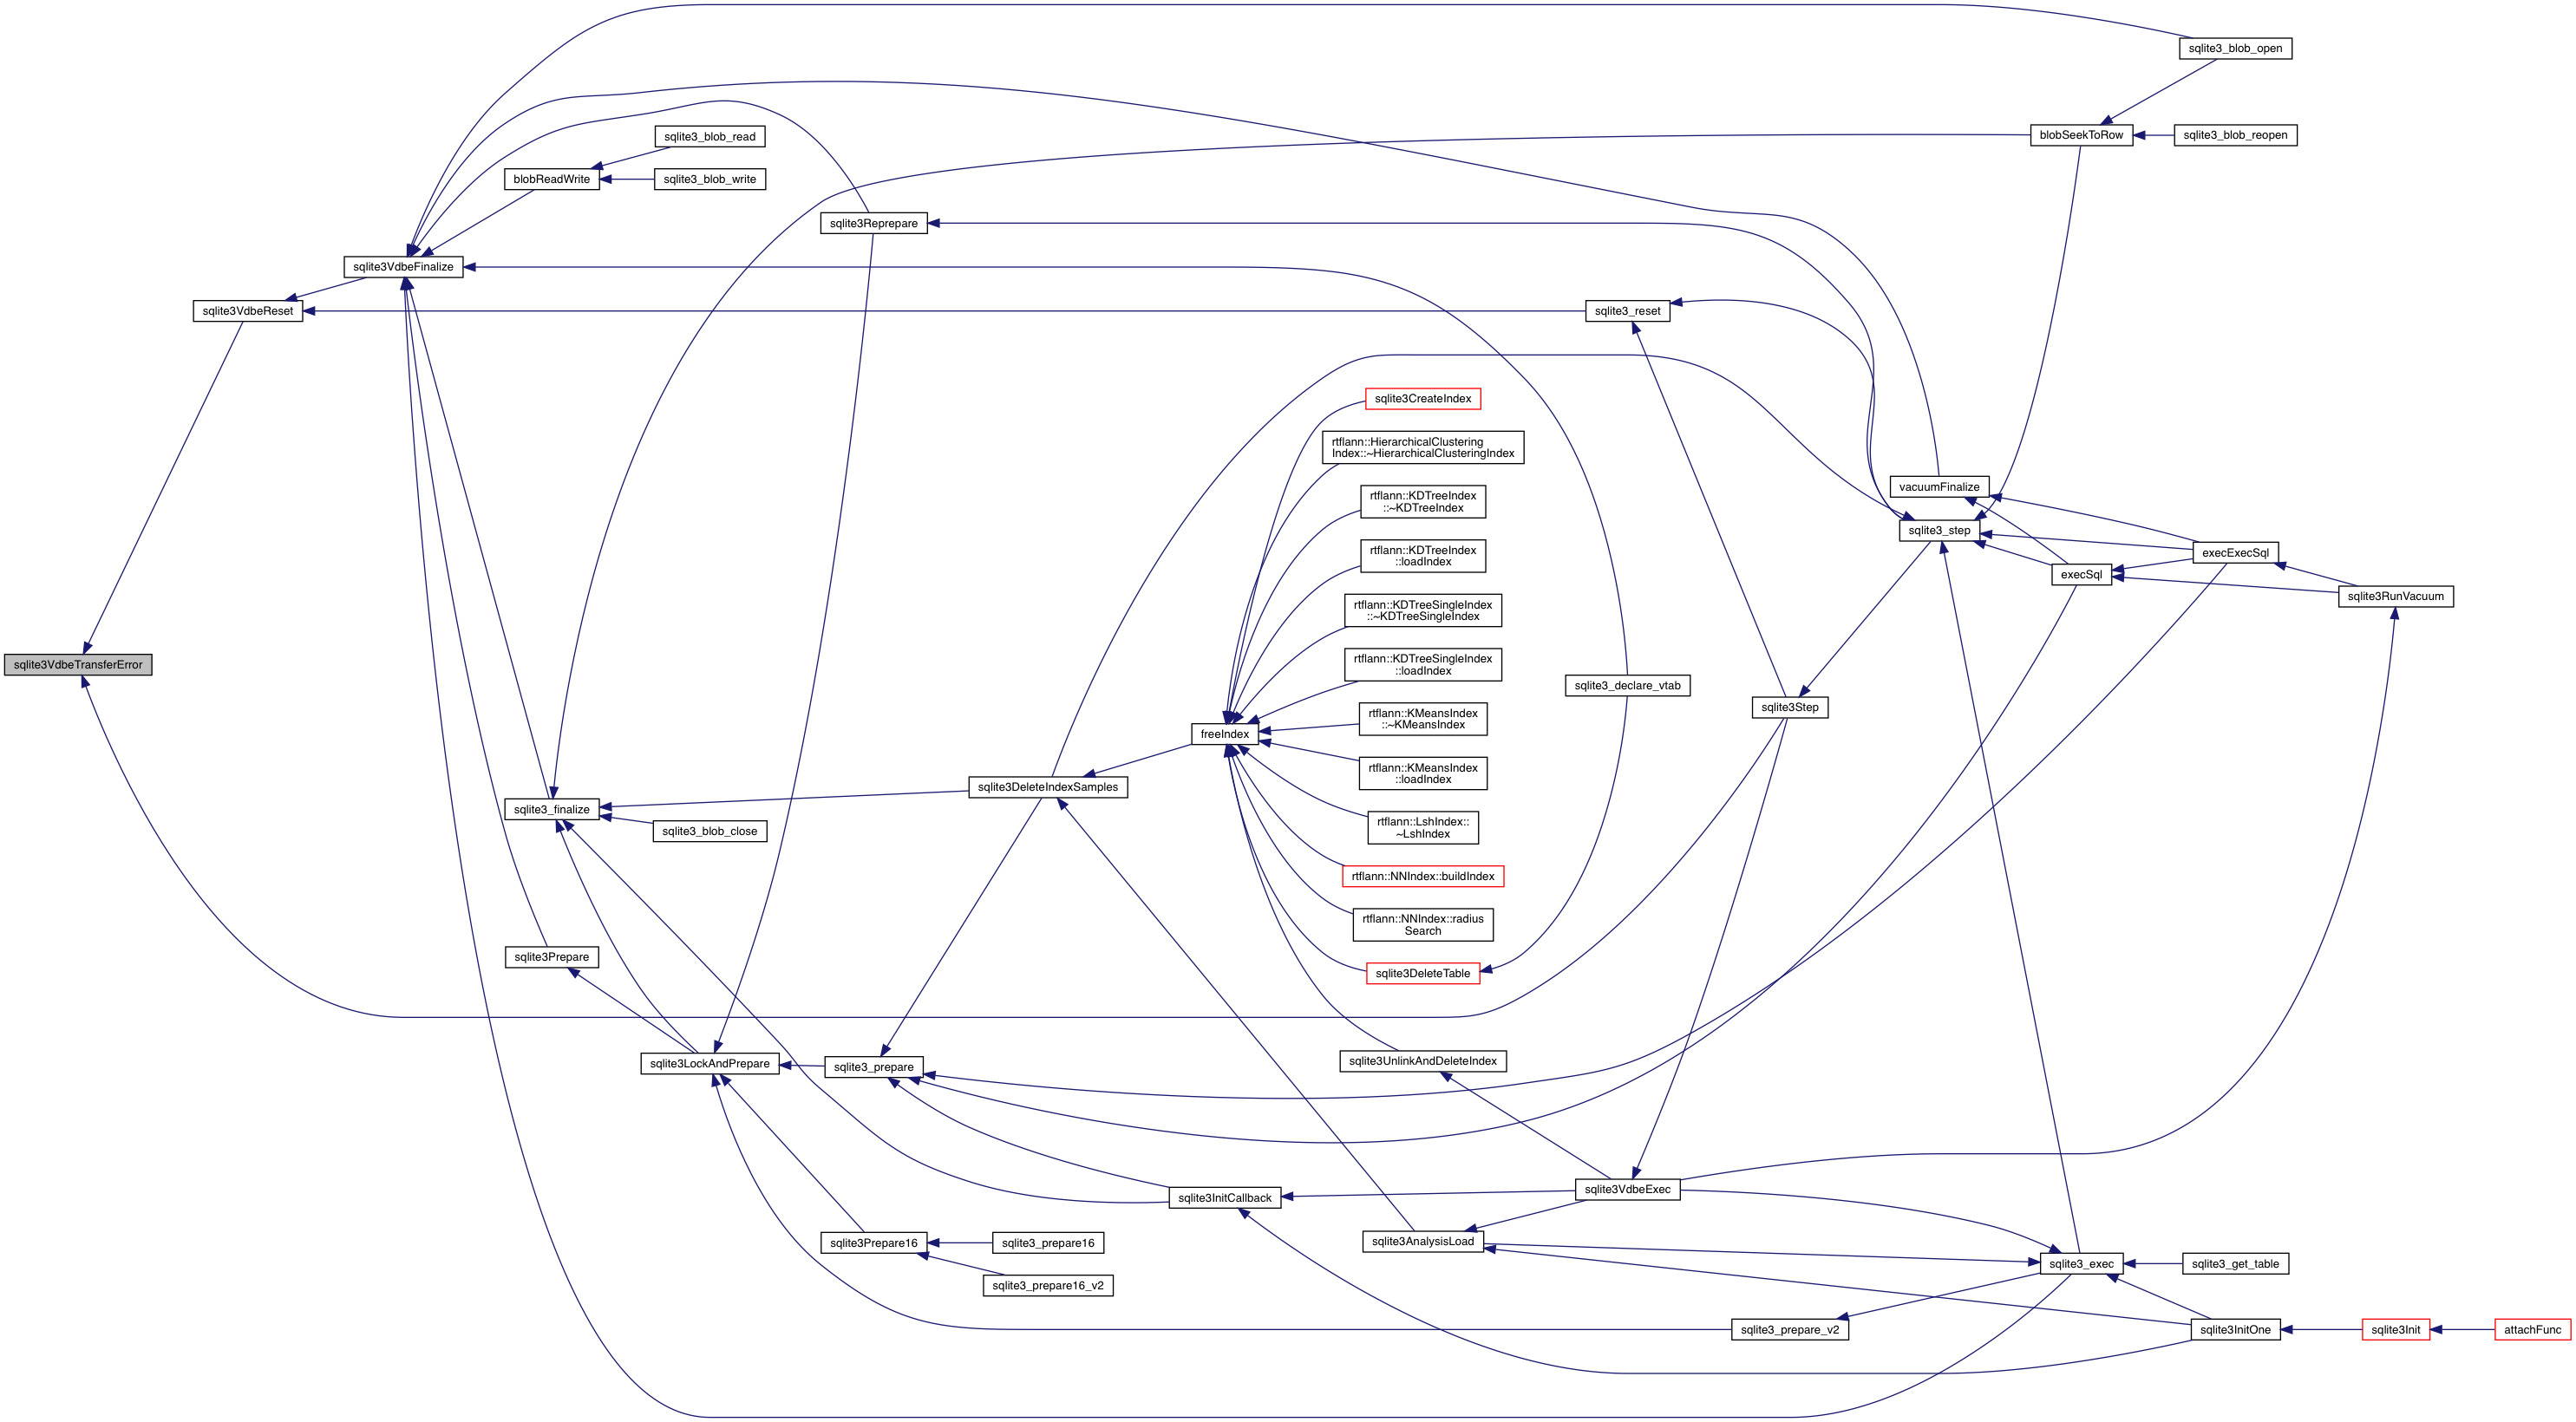 sqlite3_blob_open
sqlite3_blob_read
blobSeekToRow
sqlite3_blob_reopen
blobReadWrite
sqlite3_blob_write
sqlite3Reprepare
sqlite3VdbeFinalize
sqlite3VdbeReset
sqlite3_reset
sqlite3CreateIndex
rtflann::HierarchicalClustering
Index::~HierarchicalClusteringIndex
rtflann::KDTreeIndex
::~KDTreeIndex
vacuumFinalize
sqlite3_step
rtflann::KDTreeIndex
::loadIndex
execExecSql
execSql
sqlite3RunVacuum
rtflann::KDTreeSingleIndex
::~KDTreeSingleIndex
sqlite3VdbeTransferError
rtflann::KDTreeSingleIndex
::loadIndex
sqlite3_declare_vtab
sqlite3Step
rtflann::KMeansIndex
::~KMeansIndex
freeIndex
rtflann::KMeansIndex
::loadIndex
sqlite3DeleteIndexSamples
sqlite3_finalize
sqlite3_blob_close
rtflann::LshIndex::
~LshIndex
rtflann::NNIndex::buildIndex
rtflann::NNIndex::radius
Search
sqlite3Prepare
sqlite3DeleteTable
sqlite3LockAndPrepare
sqlite3_prepare
sqlite3UnlinkAndDeleteIndex
sqlite3InitCallback
sqlite3VdbeExec
sqlite3Prepare16
sqlite3_prepare16
sqlite3AnalysisLoad
sqlite3_exec
sqlite3_get_table
sqlite3_prepare16_v2
sqlite3_prepare_v2
sqlite3InitOne
sqlite3Init
attachFunc